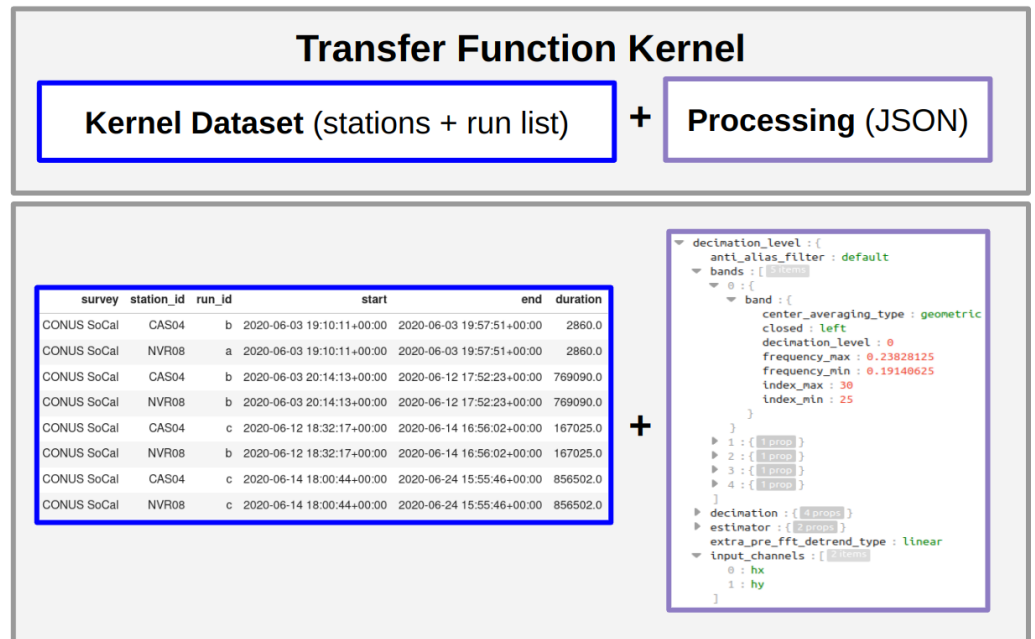 Transfer Function Kernel
Kernel Dataset (stations + run list) + Processing (JSON)
survey station_id run_id start end duration
CONUS SoCal CAS04 b 2020-06-03 19:10:11+00:00 2020-06-03 19:57:51+00:00 2860.0
CONUS SoCal NVR08 a 2020-06-03 19:10:11+00:00 2020-06-03 19:57:51+00:00 2860.0
CONUS SoCal CAS04 b 2020-06-03 20:14:13+00:00 2020-06-12 17:52:23+00:00 769090.0
CONUS SoCal NVR08 b 2020-06-03 20:14:13+00:00 2020-06-12 17:52:23+00:00 769090.0
CONUS SoCal CAS04 c 2020-06-12 18:32:17+00:00 2020-06-14 16:56:02+00:00 167025.0
CONUS SoCal NVR08 b 2020-06-12 18:32:17+00:00 2020-06-14 16:56:02+00:00 167025.0
CONUS SoCal CAS04 c 2020-06-14 18:00:44+00:00 2020-06-24 15:55:46+00:00 856502.0
CONUS SoCal NVR08 c 2020-06-14 18:00:44+00:00 2020-06-24 15:55:46+00:00 856502.0
+
decimation_level : {
anti_alias_filter : default
bands : [ 5 items
0 : {
band : {
center_averaging_type : geometric
closed : left
decimation_level : 0
frequency_max : 0.23828125
frequency_min : 0.19140625
index_max : 30
index_min : 25
}
}
1 : { 1 prop }
2 : { 1 prop }
3 : { 1 prop }
4 : { 1 prop }
]
decimation : { 4 props }
estimator : { 2 props }
extra_pre_fft_detrend_type : linear
input_channels : [ 2 items
0 : hx
1 : hy
]